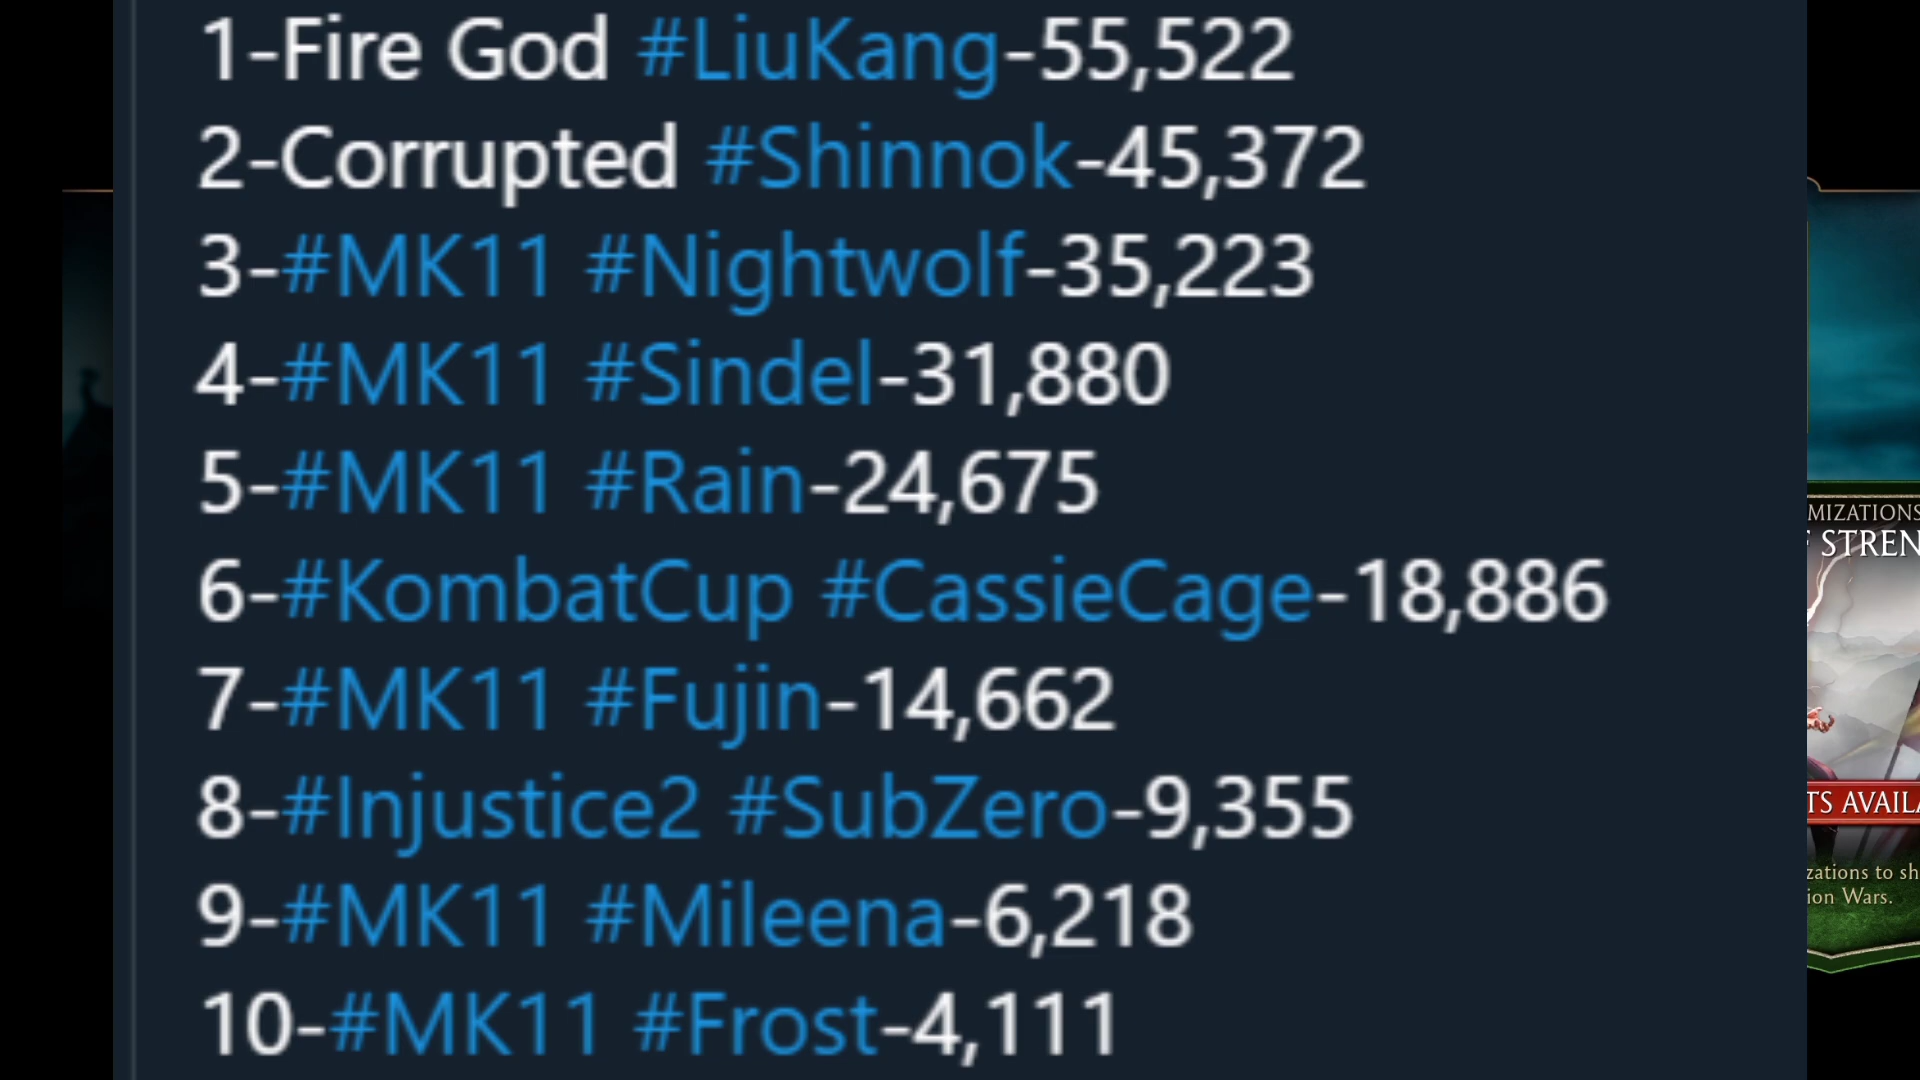 1-Fire God #LiuKang-55,522
2-Corrupted #Shinnok-45,372
3-#MK11 #Nightwolf-35,223
4-#MK11 #Sindel-31,880
5-#MK11 #Rain-24,675
6-#KombatCup #CassieCage-18,886
7-#MK11 #Fujin-14,662
8-#Injustice2 #SubZero-9,355
9-#MK11 #Mileena-6,218
10-#MK11 #Frost-4,111
MIZATIONS
STREN
TS AVAILA
zations to sh
ion Wars.